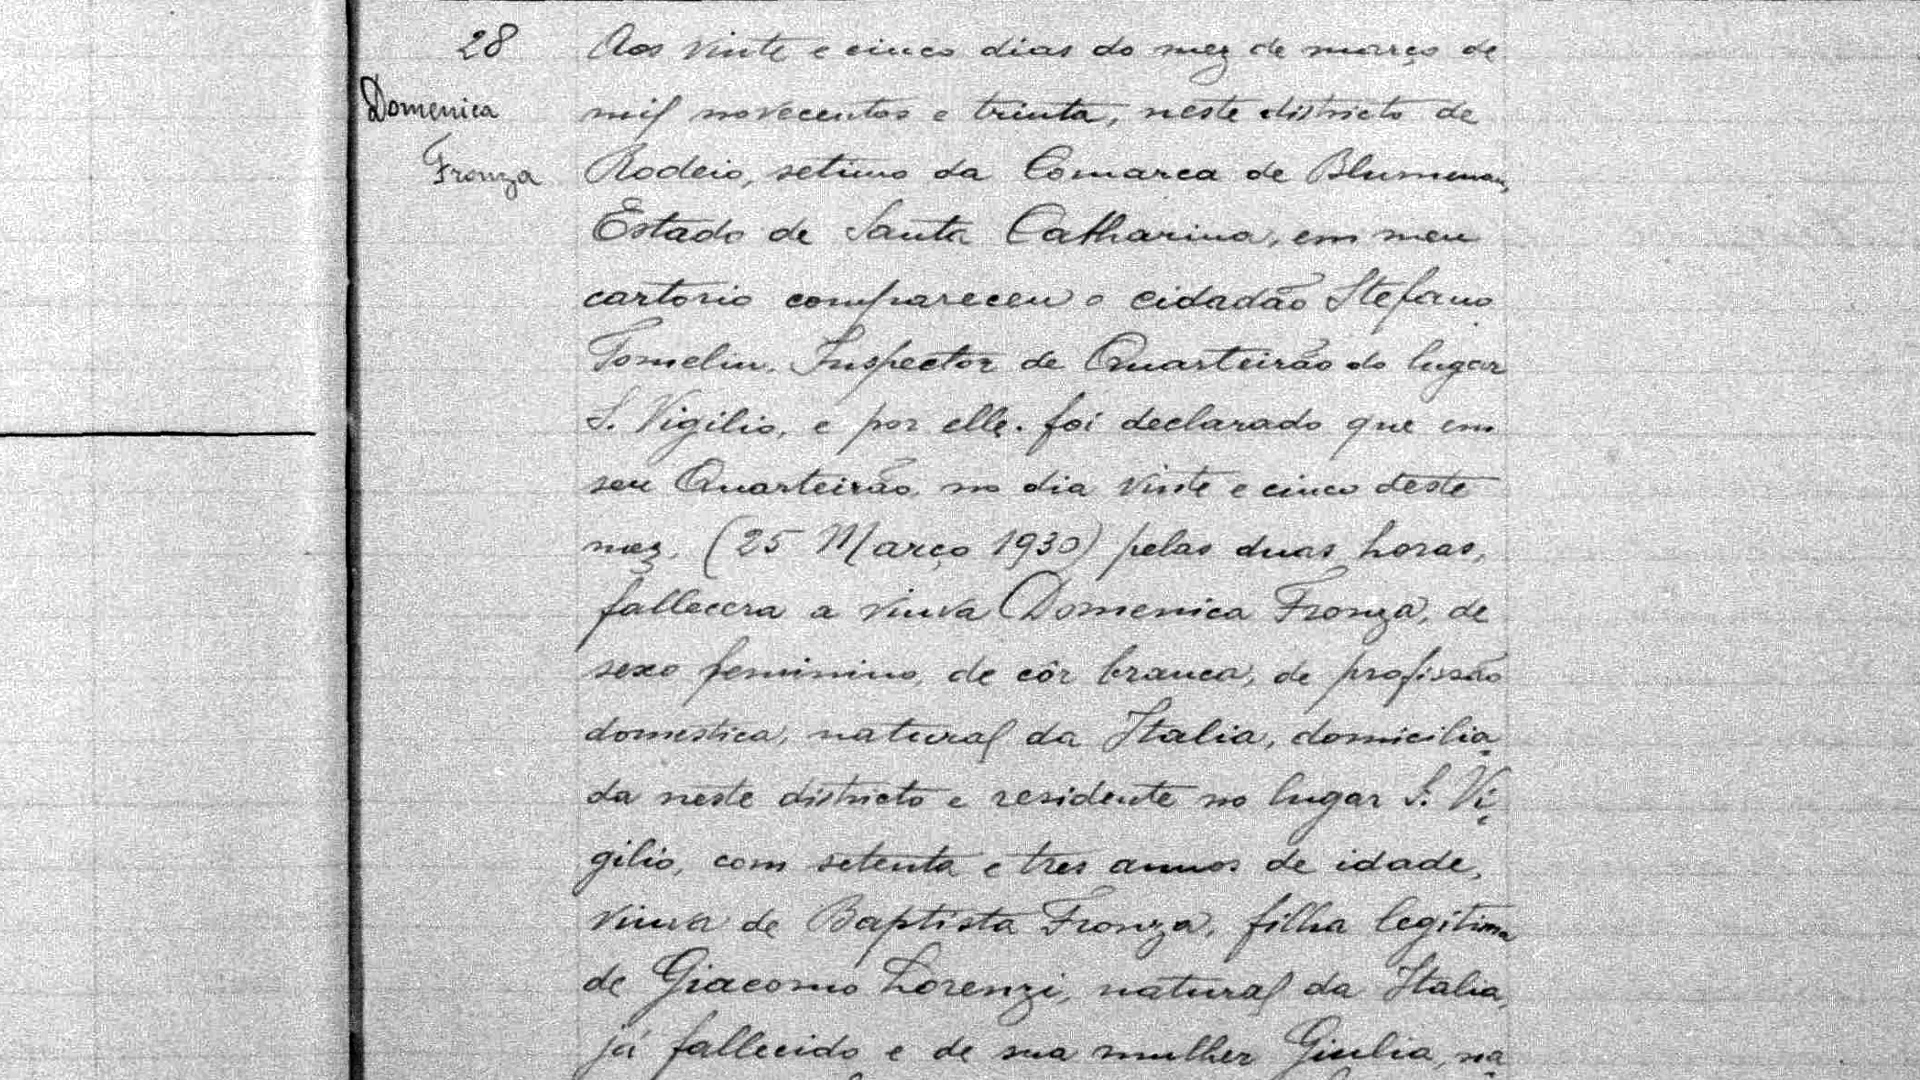 28
Domenica
Fronza
Aos vinte e cinco dias do mez de março de
mil novecentos e trinta, neste districto de
Rodeio, setimo da Comarca de Blumenau,
Estado de Santa Catharina, em meu
cartorio compareceu o cidadão Stefano
Tomelin, Inspector de Quarteirão do lugar
S. Vigilio, e por elle foi declarado que em
seu Quarteirão, no dia vinte e cinco deste
mez, (25 Março 1930) pelas duas horas,
fallecera a viuva Domenica Fronza, de
sexo feminino, de côr branca, de profissão
domestica, natural da Italia, domicilia
da neste districto e residente no lugar S. Vi
gilio, com setenta e tres annos de idade,
viuva de Baptista Fronza, filha legitima
de Giacomo Lorenzi, natural da Italia,
já fallecido e de sua mulher Giulia, na